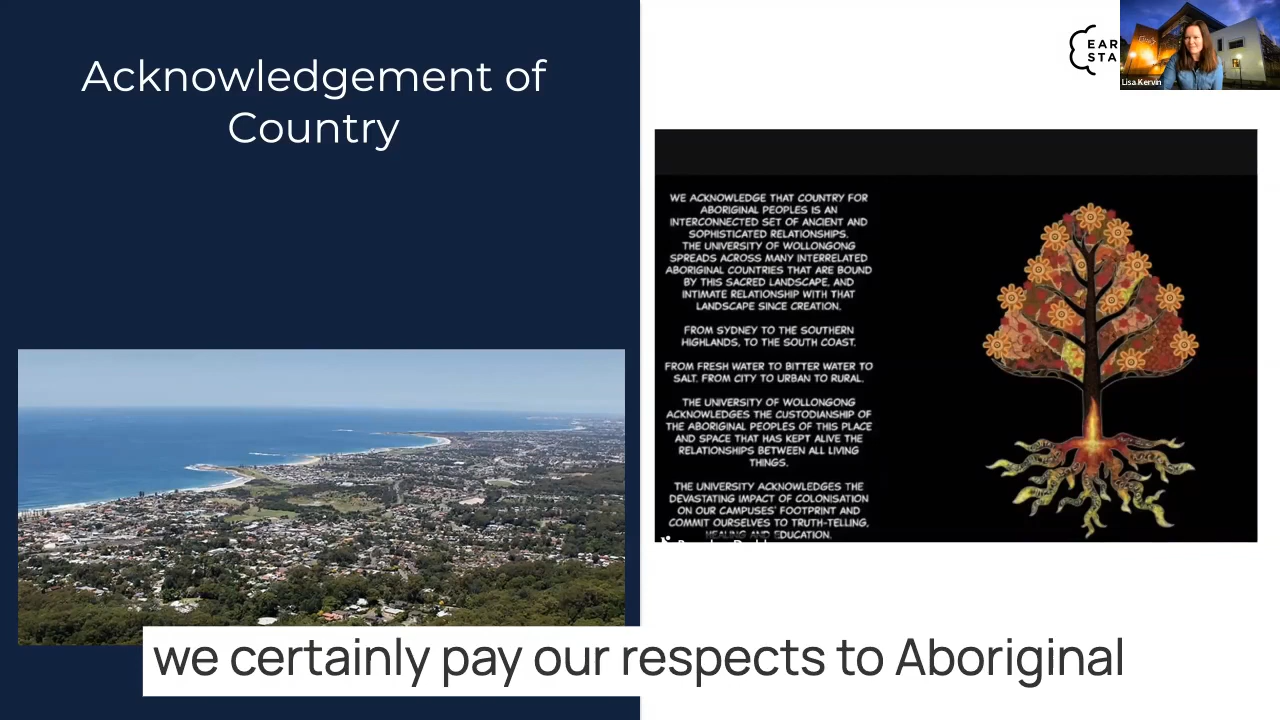 Acknowledgement of
Country
EAR
STA
Lisa Kervin
WE ACKNOWLEDGE THAT COUNTRY FOR
ABORIGINAL PEOPLES IS AN
INTERCONNECTED SET OF ANCIENT AND
SOPHISTICATED RELATIONSHIPS.
THE UNIVERSITY OF WOLLONGONG
SPREADS ACROSS MANY INTERRELATED
ABORIGINAL COUNTRIES THAT ARE BOUND
BY THIS SACRED LANDSCAPE, AND
INTIMATE RELATIONSHIP WITH THAT
LANDSCAPE SINCE CREATION.
FROM SYDNEY TO THE SOUTHERN
HIGHLANDS, TO THE SOUTH COAST.
FROM FRESH WATER TO BITTER WATER TO
SALT. FROM CITY TO URBAN TO RURAL.
THE UNIVERSITY OF WOLLONGONG
ACKNOWLEDGES THE CUSTODIANSHIP OF
THE ABORIGINAL PEOPLES OF THIS PLACE
AND SPACE THAT HAS KEPT ALIVE THE
RELATIONSHIPS BETWEEN ALL LIVING
THINGS.
THE UNIVERSITY ACKNOWLEDGES THE
DEVASTATING IMPACT OF COLONISATION
ON OUR CAMPUSES' FOOTPRINT AND
COMMIT OURSELVES TO TRUTH-TELLING,
HEALING AND EDUCATION.
we certainly pay our respects to Aboriginal